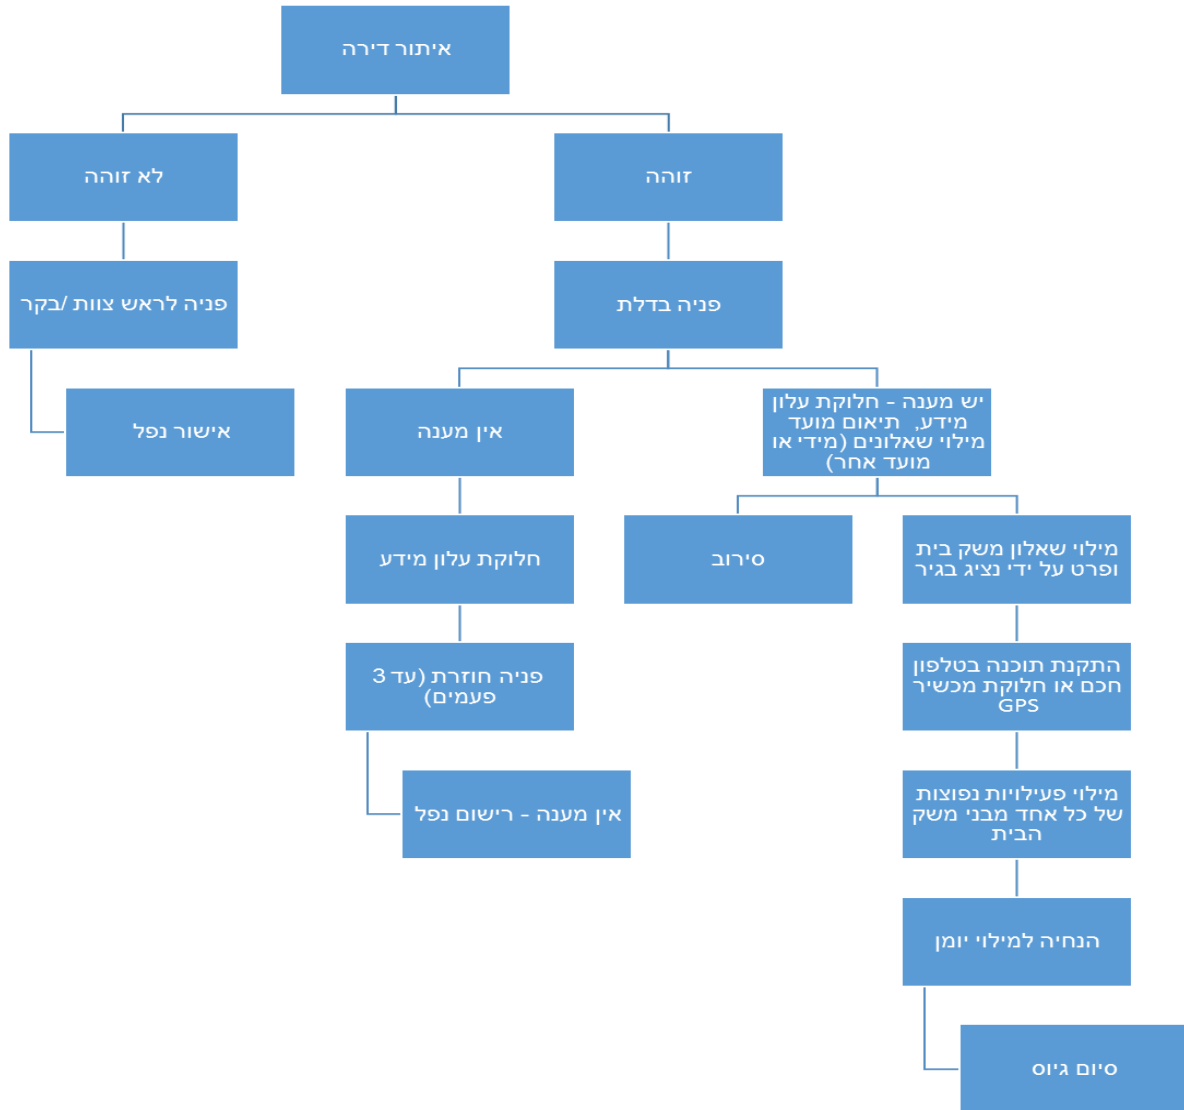 איתור דירה
זוהה
לא זוהה
פניה בדלת
פניה לראש צוות /בקר
יש מענה - חלוקת עלון
מידע,  תיאום מועד
מילוי שאלונים (מידי או
מועד אחר)
אין מענה
אישור נפל
מילוי שאלון משק בית
ופרט על ידי נציג בגיר
סירוב
חלוקת עלון מידע
התקנת תוכנה בטלפון
חכם או חלוקת מכשיר
GPS
פניה חוזרת (עד 3
פעמים)
מילוי פעילויות נפוצות
של כל אחד מבני משק
הבית
אין מענה - רישום נפל
הנחיה למילוי יומן
סיום גיוס